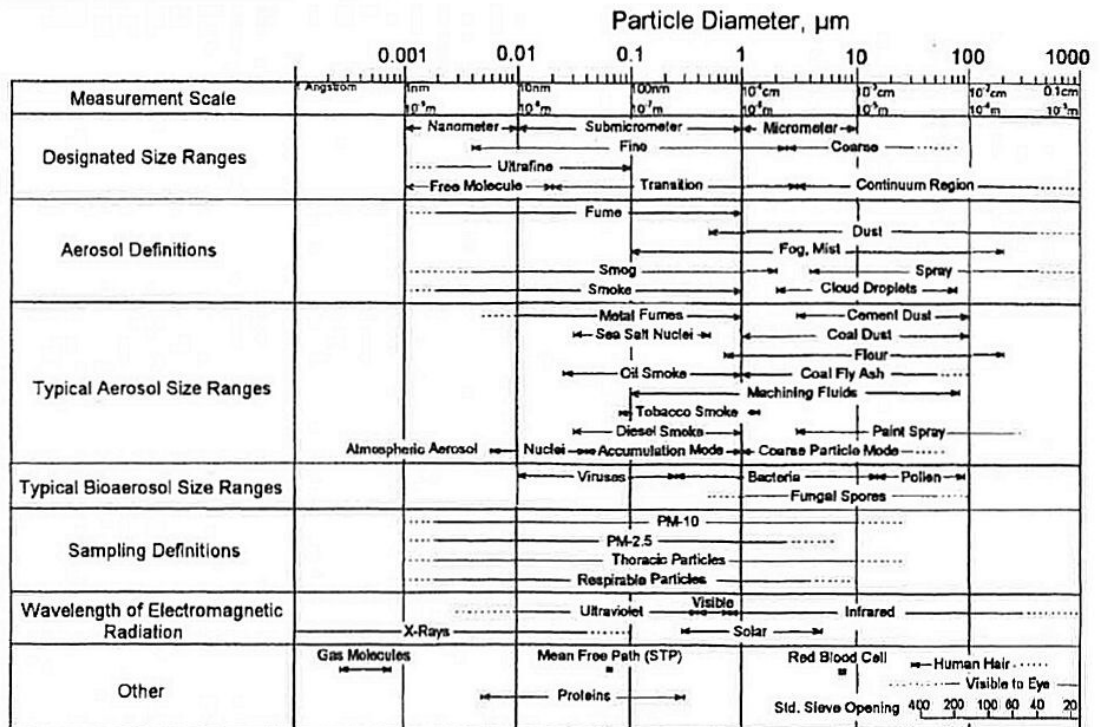 Particle Diameter, µm
0.001 0.01 0.1 1 10 100 1000
Measurement Scale
1 Angstrom 1nm 10nm 100nm 10⁻⁴cm 10⁻³cm 10⁻²cm 0.1cm
10⁻⁷m 10⁻⁶m 10⁻⁵m 10⁻⁴m 10⁻³m
Designated Size Ranges
Nanometer Submicrometer Micrometer
Fine Coarse
Ultrafine
Free Molecule Transition Continuum Region
Aerosol Definitions
Fume
Dust
Fog, Mist
Smog Spray
Smoke Cloud Droplets
Typical Aerosol Size Ranges
Metal Fumes Cement Dust
Sea Salt Nuclei Coal Dust
Flour
Oil Smoke Coal Fly Ash
Machining Fluids
Tobacco Smoke
Diesel Smoke Paint Spray
Atmospheric Aerosol Nuclei Accumulation Mode Coarse Particle Mode
Typical Bioaerosol Size Ranges
Viruses Bacteria Pollen
Fungal Spores
Sampling Definitions
PM-10
PM-2.5
Thoracic Particles
Respirable Particles
Wavelength of Electromagnetic
Radiation
Visible
Ultraviolet Infrared
X-Rays Solar
Other
Gas Molecules Mean Free Path (STP) Red Blood Cell
Human Hair
Visible to Eye
Proteins
Std. Sieve Opening 400 200 100 60 40 20